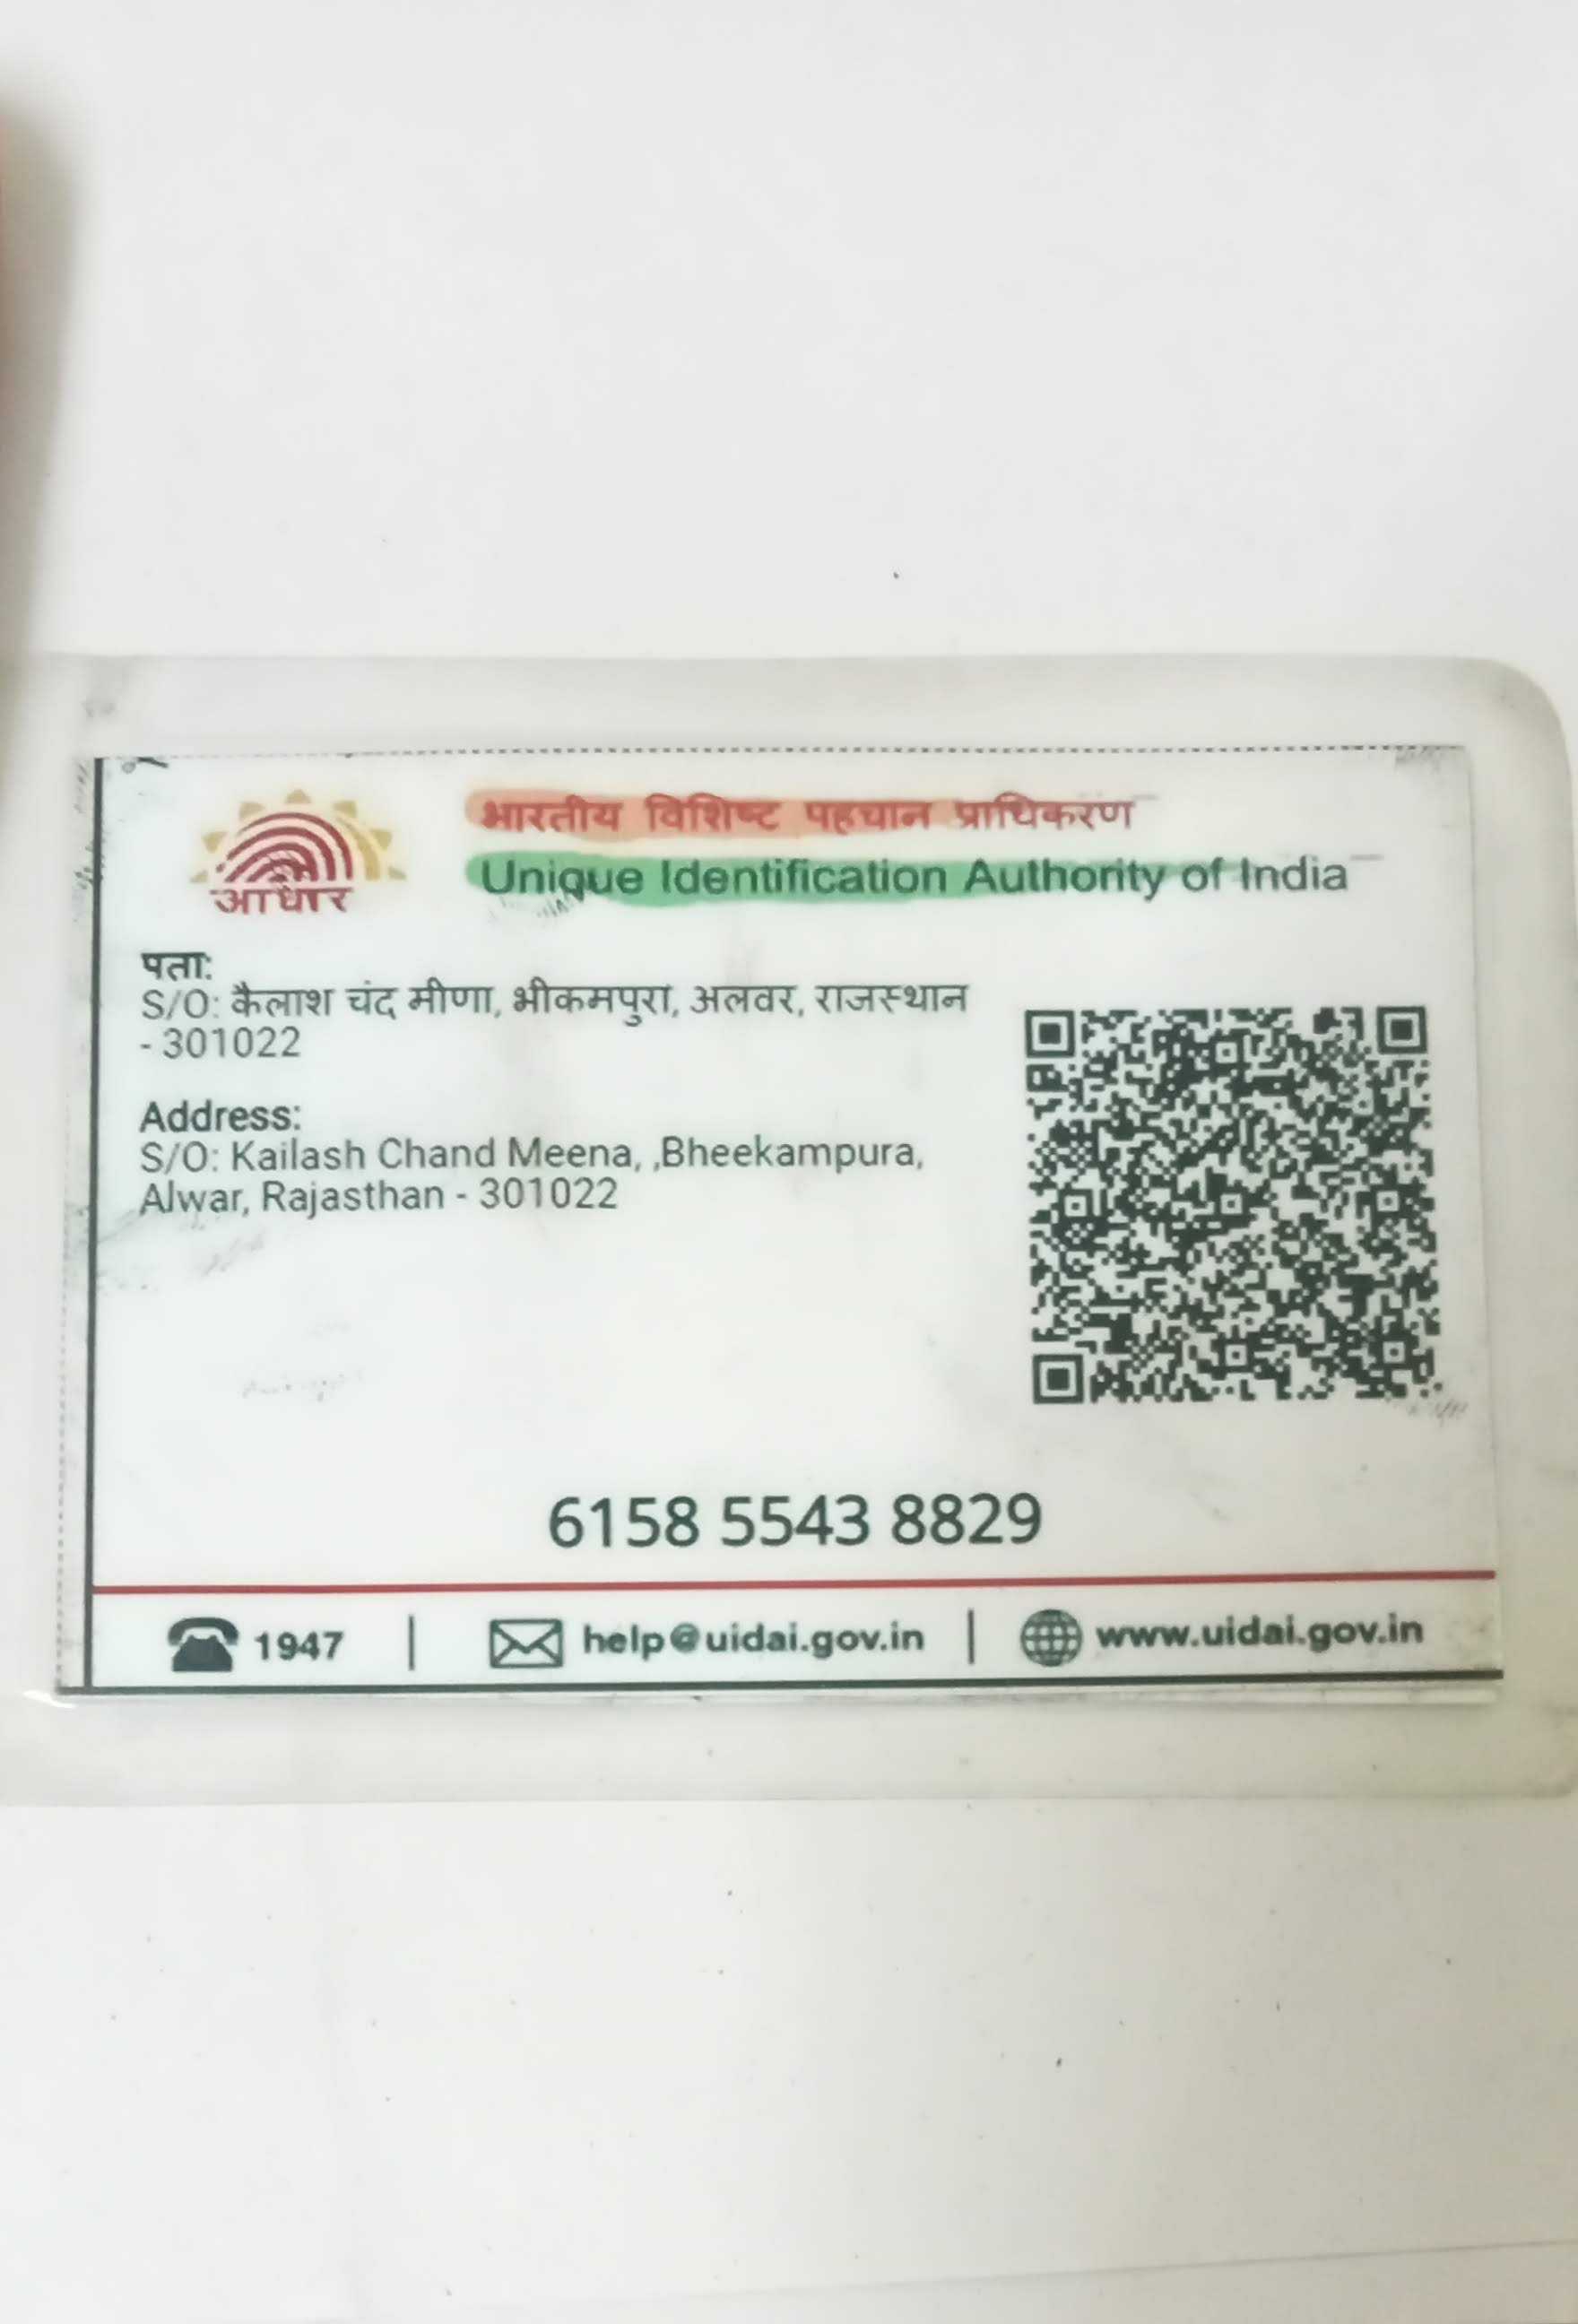 आधार
भारतीय विशिष्ट पहचान प्राधिकरण
Unique Identification Authority of India
पता:
S/O: कैलाश चंद मीणा, भीकमपुरा, अलवर, राजस्थान
- 301022
Address:
S/O: Kailash Chand Meena, ,Bheekampura,
Alwar, Rajasthan - 301022
6158 5543 8829
1947 | help@uidai.gov.in | www.uidai.gov.in